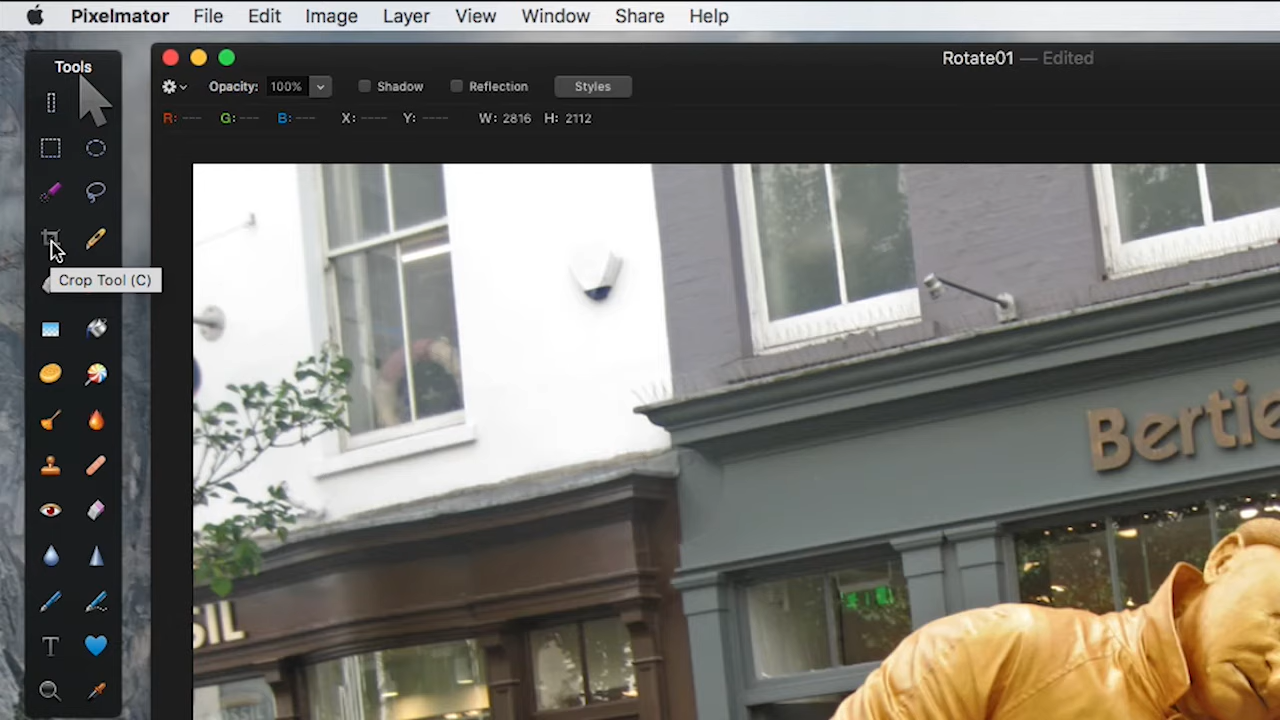 Pixelmator File Edit Image Layer View Window Share Help
Tools
Rotate01 — Edited
Opacity: 100% Shadow Reflection Styles
R: --- G: --- B: --- X: ---- Y: ---- W: 2816 H: 2112
Crop Tool (C)
Bertie
SIL
T